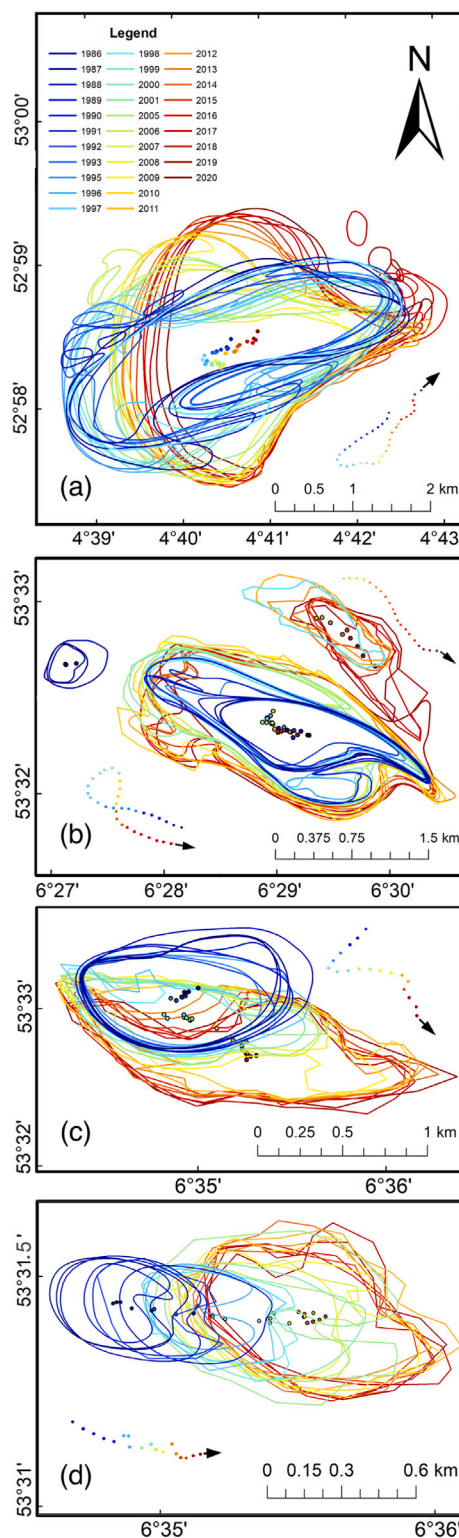 Legend
1986 1998 2012
1987 1999 2013
1988 2000 2014
1989 2001 2015
1990 2005 2016
1991 2006 2017
1992 2007 2018
1993 2008 2019
1995 2009 2020
1996 2010
1997 2011
N
53°00'
52°59'
52°58'
(a)
0 0.5 1 2 km
4°39' 4°40' 4°41' 4°42' 4°43'
53°33'
53°32'
(b)
0 0.375 0.75 1.5 km
6°27' 6°28' 6°29' 6°30'
53°33'
53°32'
(c)
0 0.25 0.5 1 km
6°35' 6°36'
53°31.5'
53°31'
(d)
0 0.15 0.3 0.6 km
6°35' 6°36'